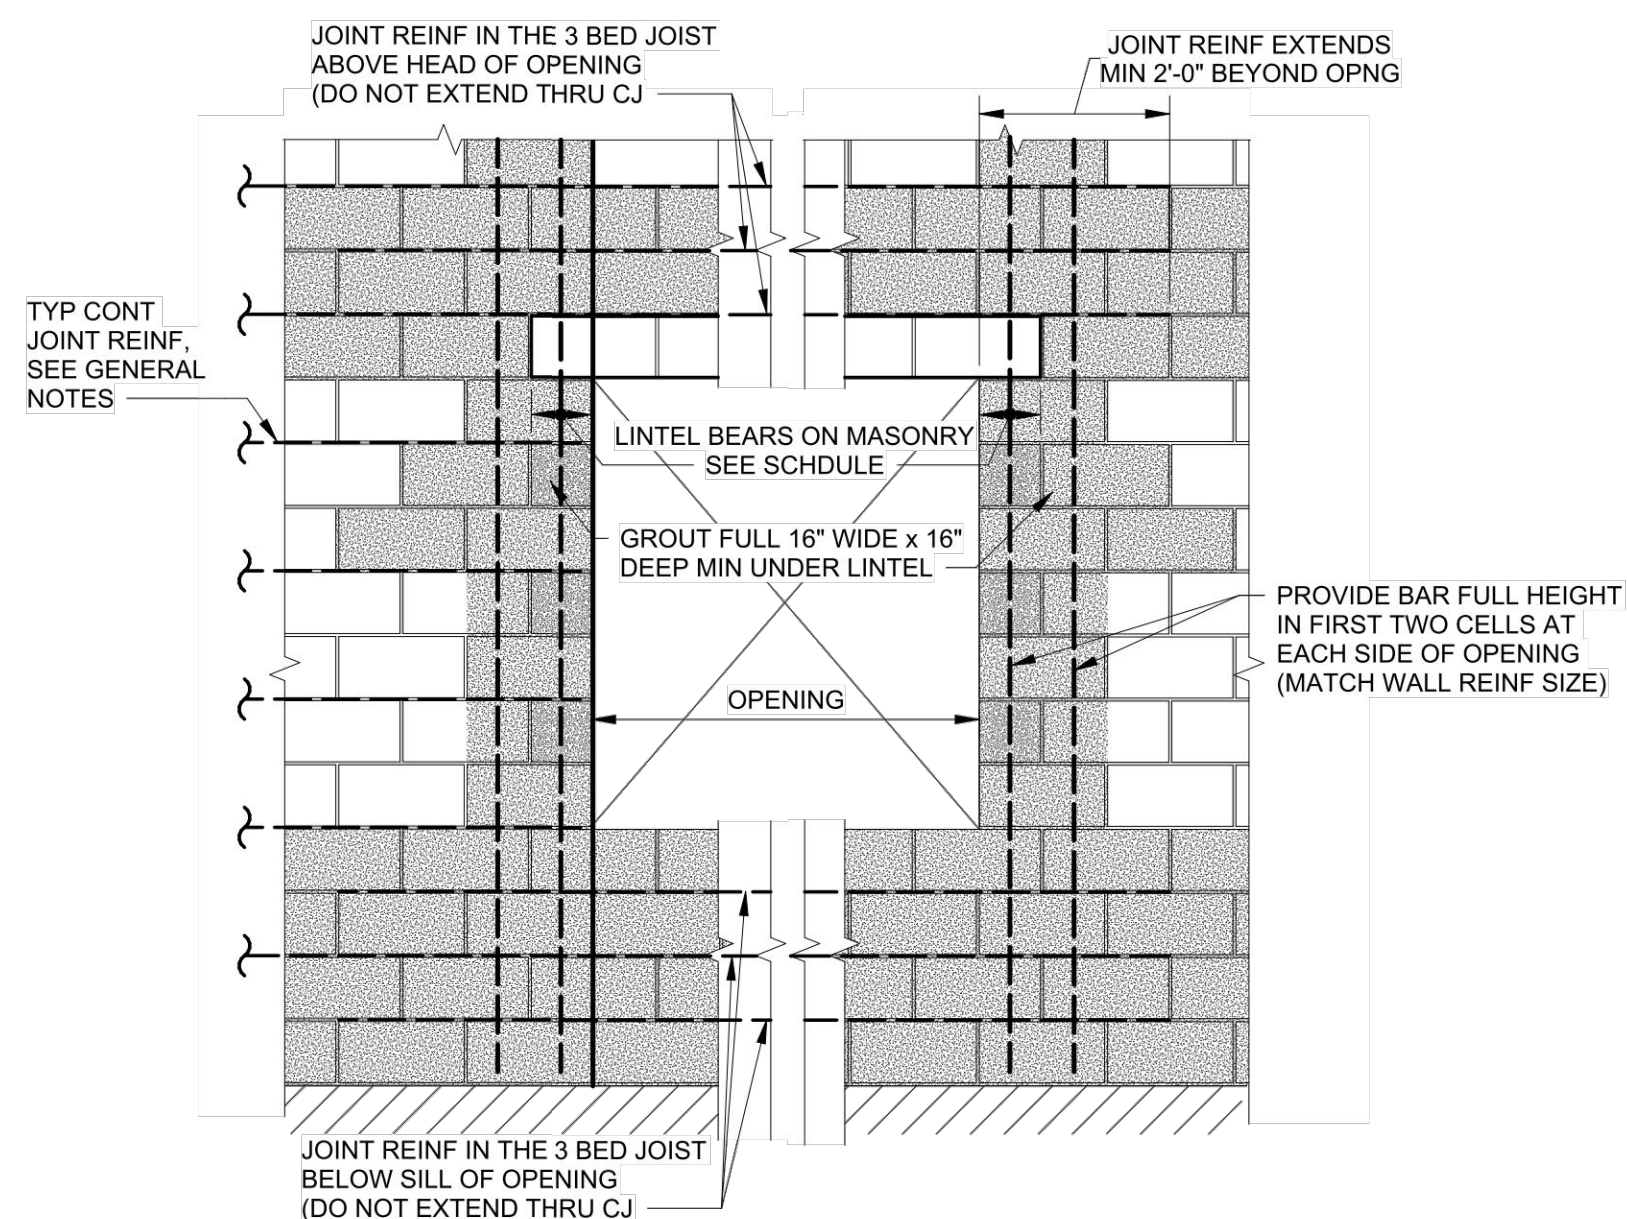 JOINT REINF IN THE 3 BED JOIST
ABOVE HEAD OF OPENING
(DO NOT EXTEND THRU CJ
JOINT REINF EXTENDS
MIN 2'-0" BEYOND OPNG
TYP CONT
JOINT REINF,
SEE GENERAL
NOTES
LINTEL BEARS ON MASONRY
SEE SCHDULE
GROUT FULL 16" WIDE x 16"
DEEP MIN UNDER LINTEL
PROVIDE BAR FULL HEIGHT
IN FIRST TWO CELLS AT
EACH SIDE OF OPENING
(MATCH WALL REINF SIZE)
OPENING
JOINT REINF IN THE 3 BED JOIST
BELOW SILL OF OPENING
(DO NOT EXTEND THRU CJ